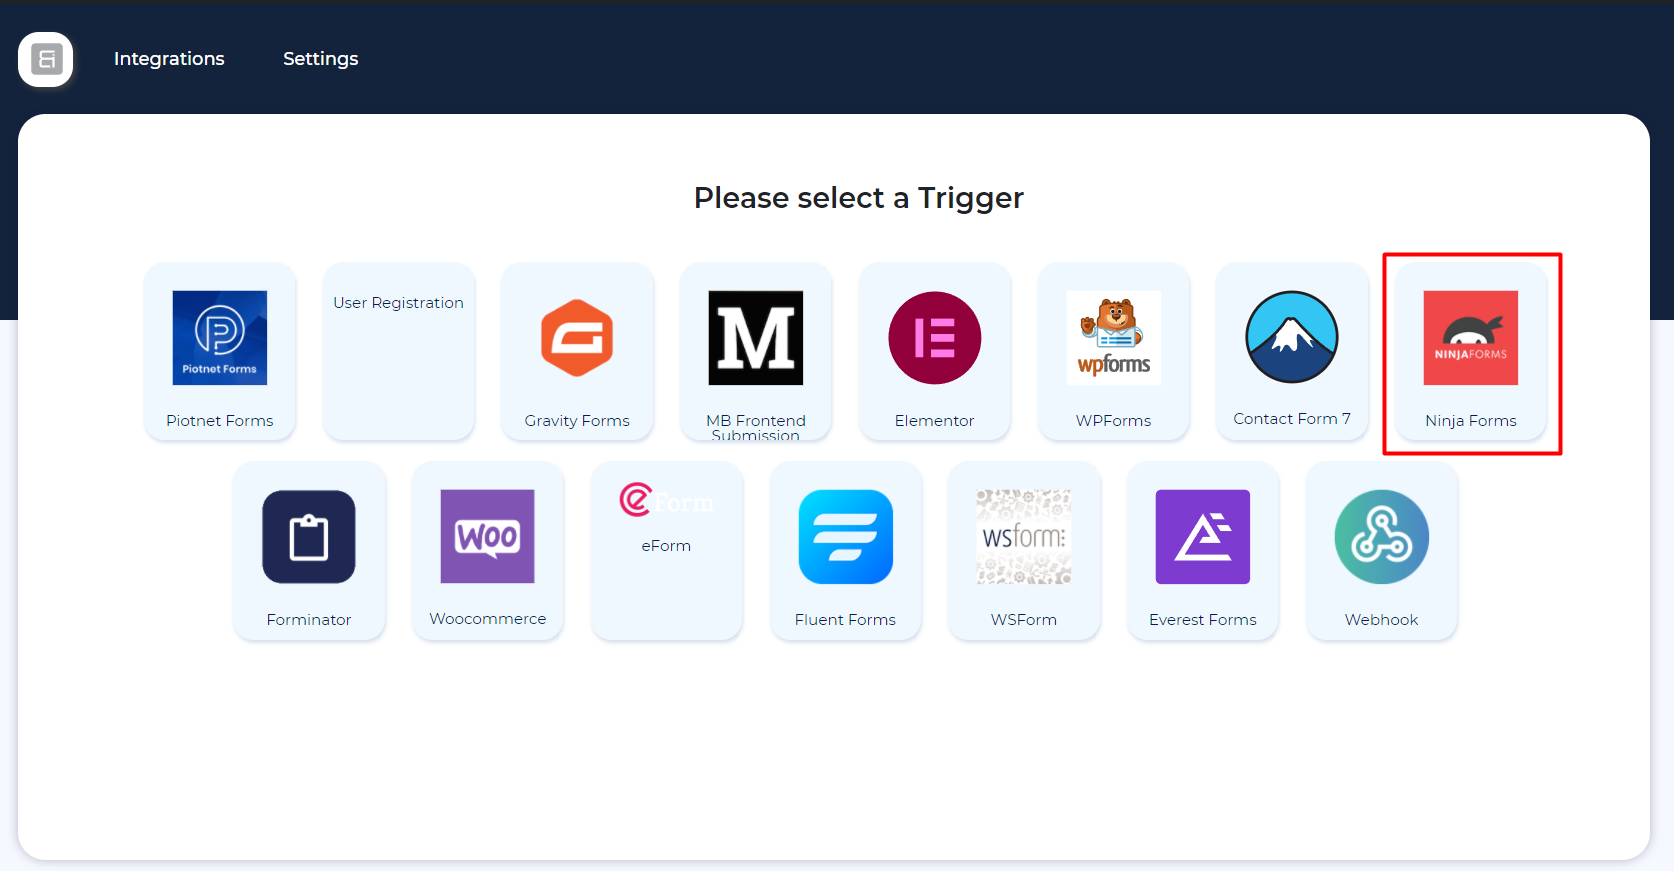 Integrations Settings
Please select a Trigger
Piotnet Forms
Piotnet Forms
User Registration
Gravity Forms
M
MB Frontend
Submission
Elementor
wpforms
WPForms
Contact Form 7
NINJAFORMS
Ninja Forms
Forminator
WOO
Woocommerce
eForm
eForm
Fluent Forms
wsform:
WSForm
Everest Forms
Webhook